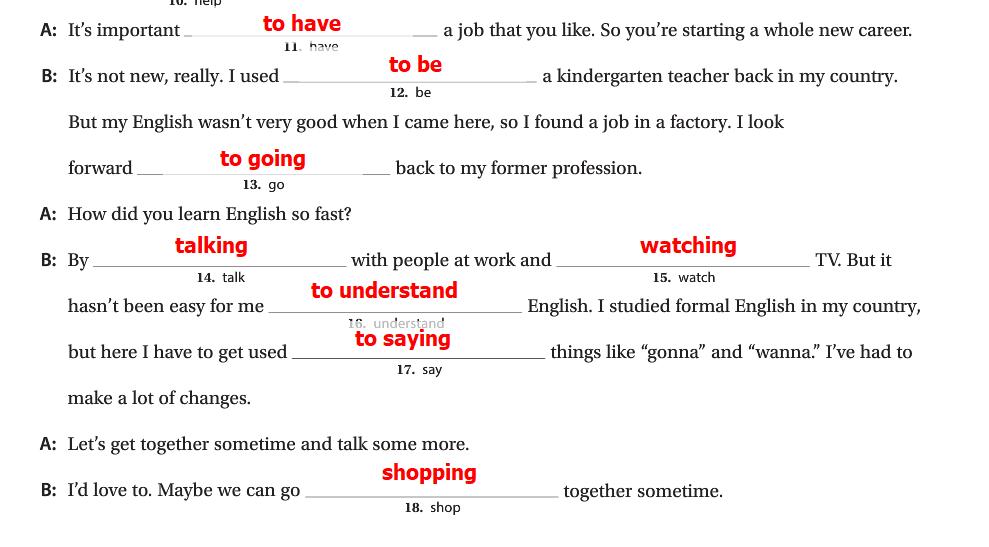 10. help
A: It's important to have a job that you like. So you're starting a whole new career.
11. have
B: It's not new, really. I used to be a kindergarten teacher back in my country.
12. be
But my English wasn't very good when I came here, so I found a job in a factory. I look
forward to going back to my former profession.
13. go
A: How did you learn English so fast?
B: By talking with people at work and watching TV. But it
14. talk 15. watch
hasn't been easy for me to understand English. I studied formal English in my country,
16. understand
but here I have to get used to saying things like “gonna” and “wanna.” I've had to
17. say
make a lot of changes.
A: Let's get together sometime and talk some more.
B: I'd love to. Maybe we can go shopping together sometime.
18. shop